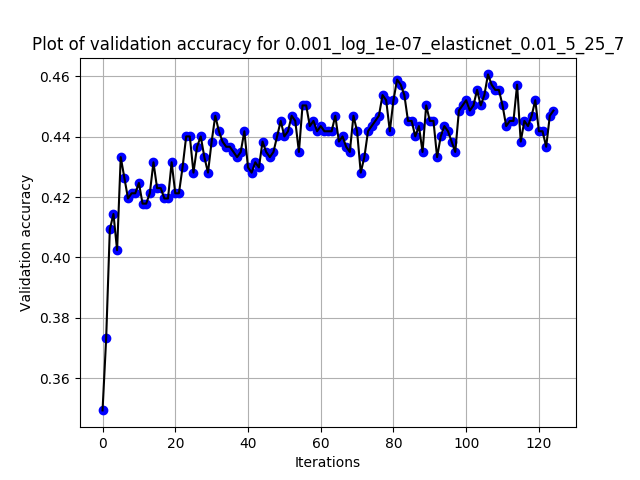 Plot of validation accuracy for 0.001_log_1e-07_elasticnet_0.01_5_25_7
0.46
0.44
0.42
0.40
0.38
0.36
Validation accuracy
0 20 40 60 80 100 120
Iterations